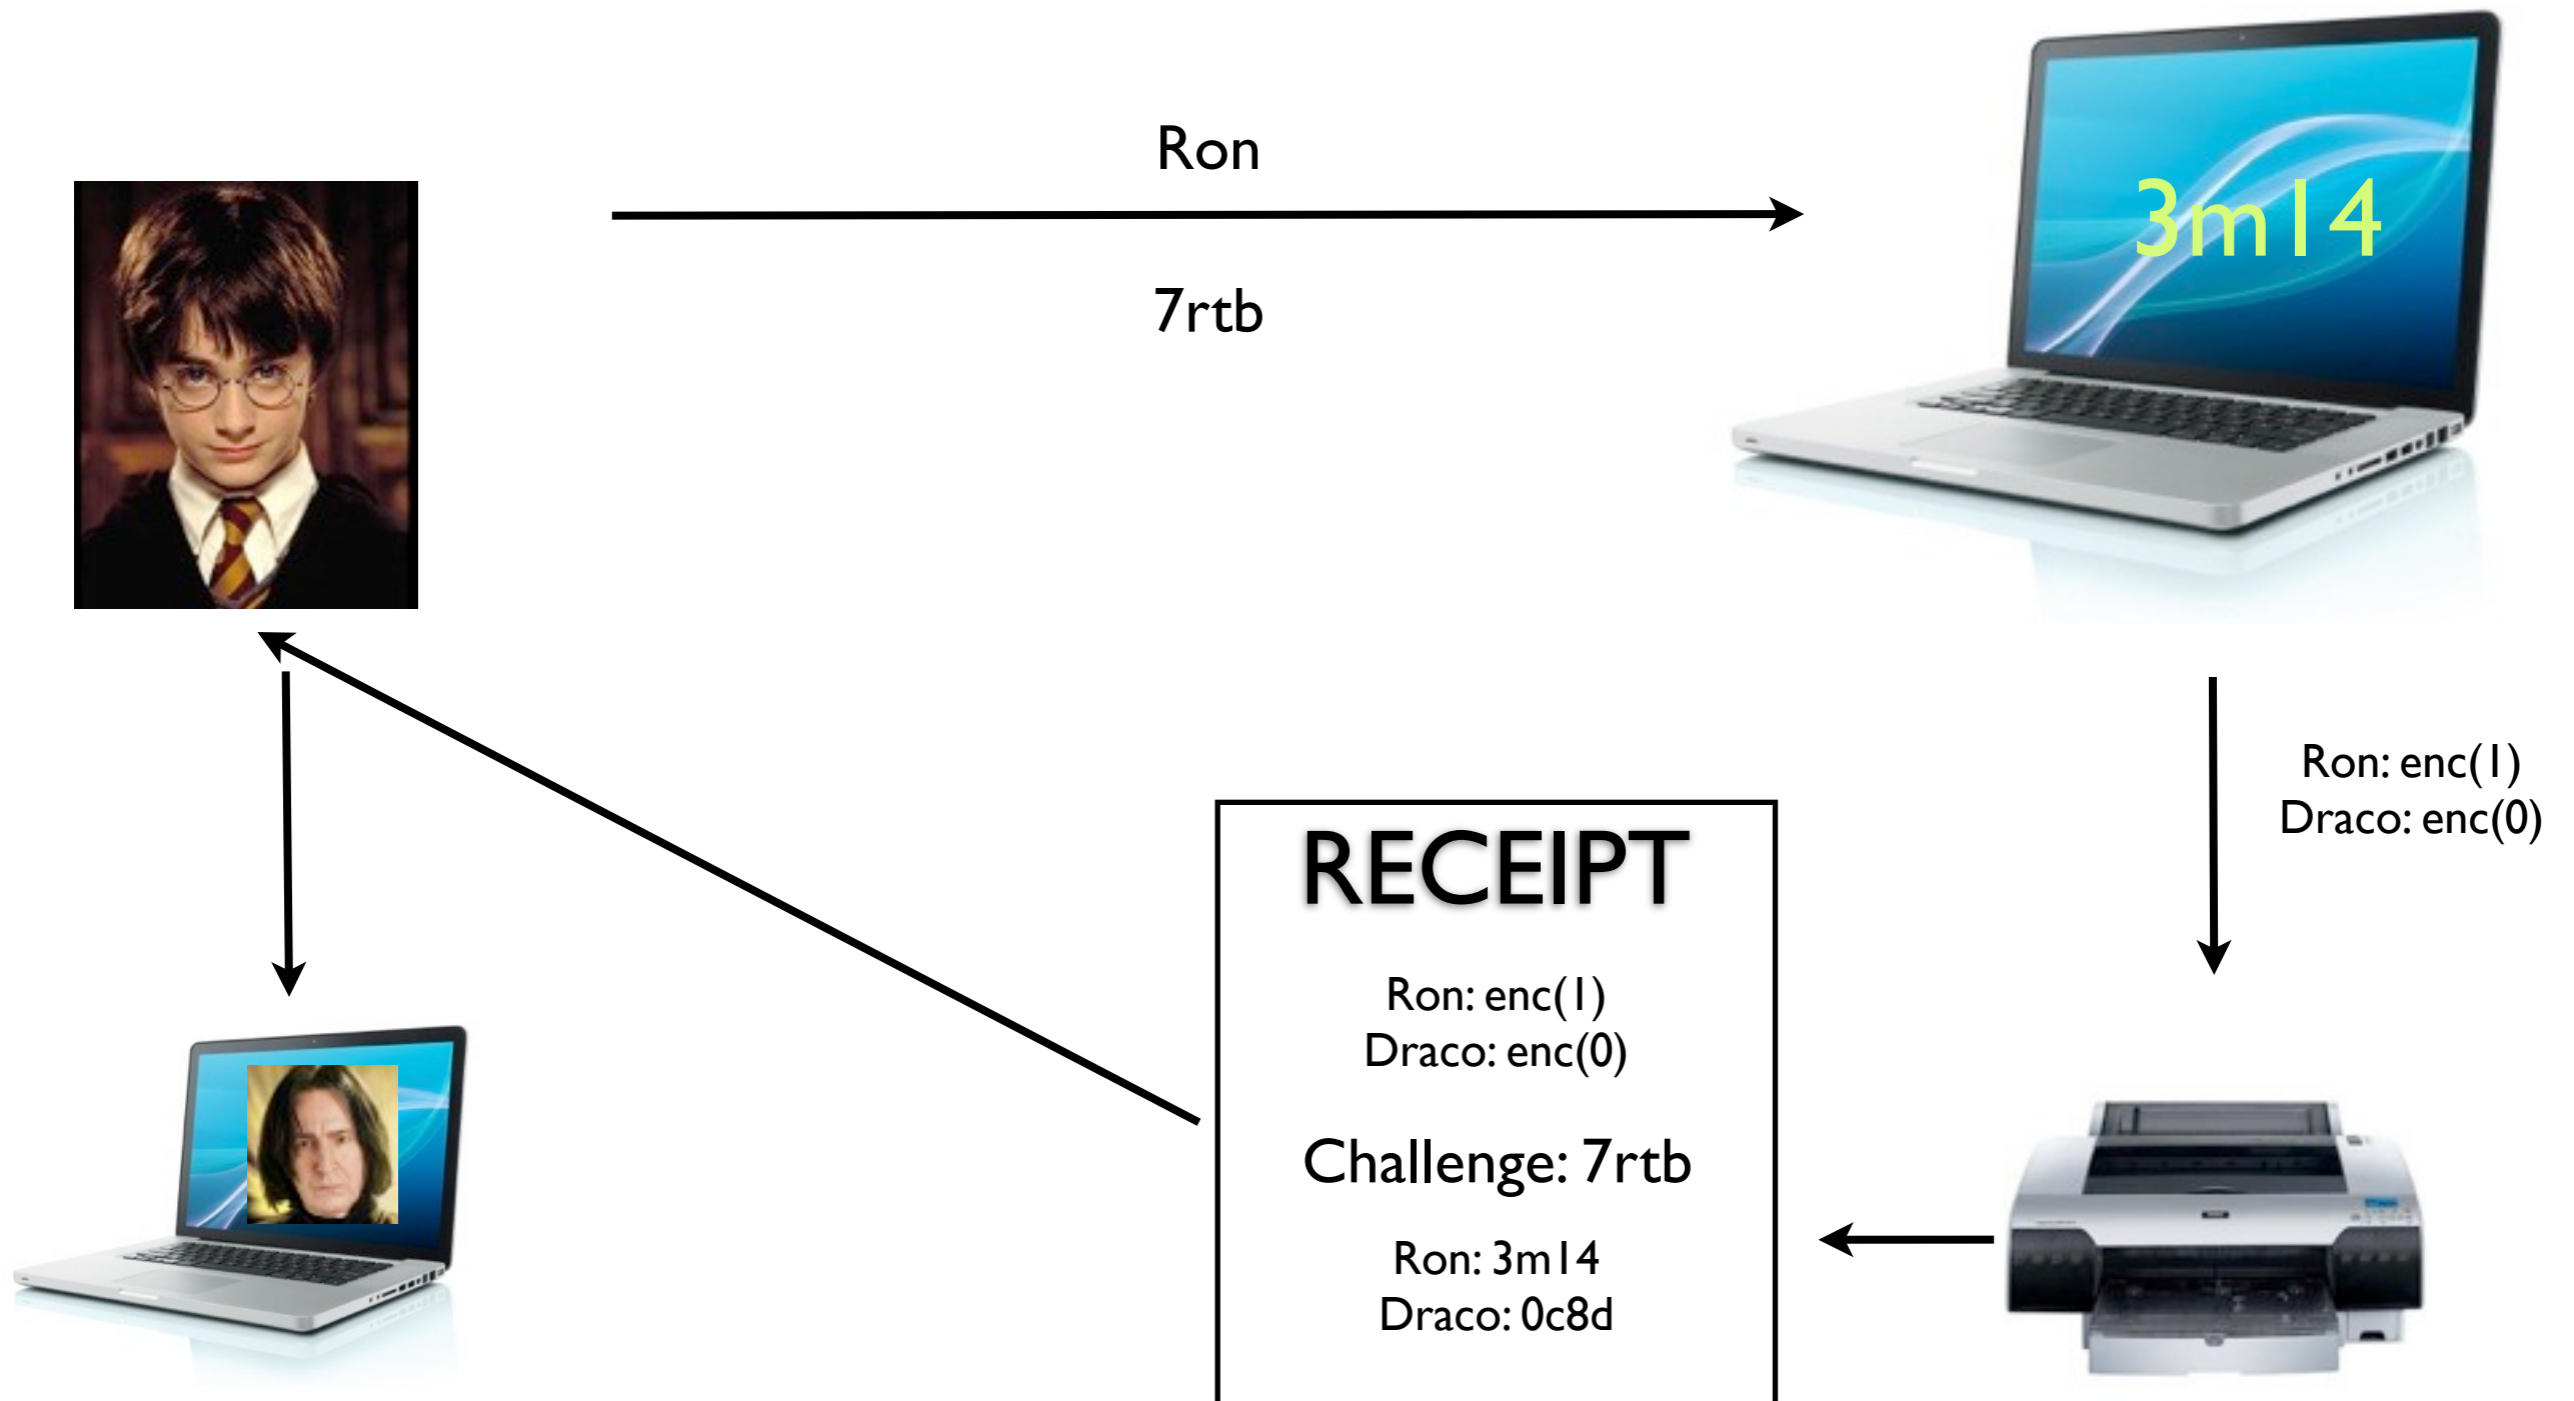 Ron
7rtb
3m14
Ron: enc(1)
Draco: enc(0)
RECEIPT
Ron: enc(1)
Draco: enc(0)
Challenge: 7rtb
Ron: 3m14
Draco: 0c8d